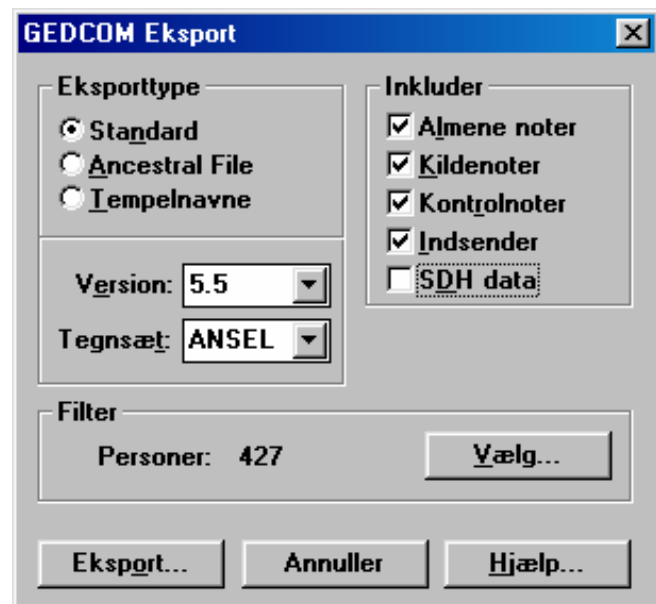 GEDCOM Eksport
Eksporttype
Standard
Ancestral File
Tempelnavne
Version: 5.5
Tegnsæt: ANSEL
Inkluder
Almene noter
Kildenoter
Kontrolnoter
Indsender
SDH data
Filter
Personer: 427
Vælg...
Eksport...
Annuller
Hjælp...